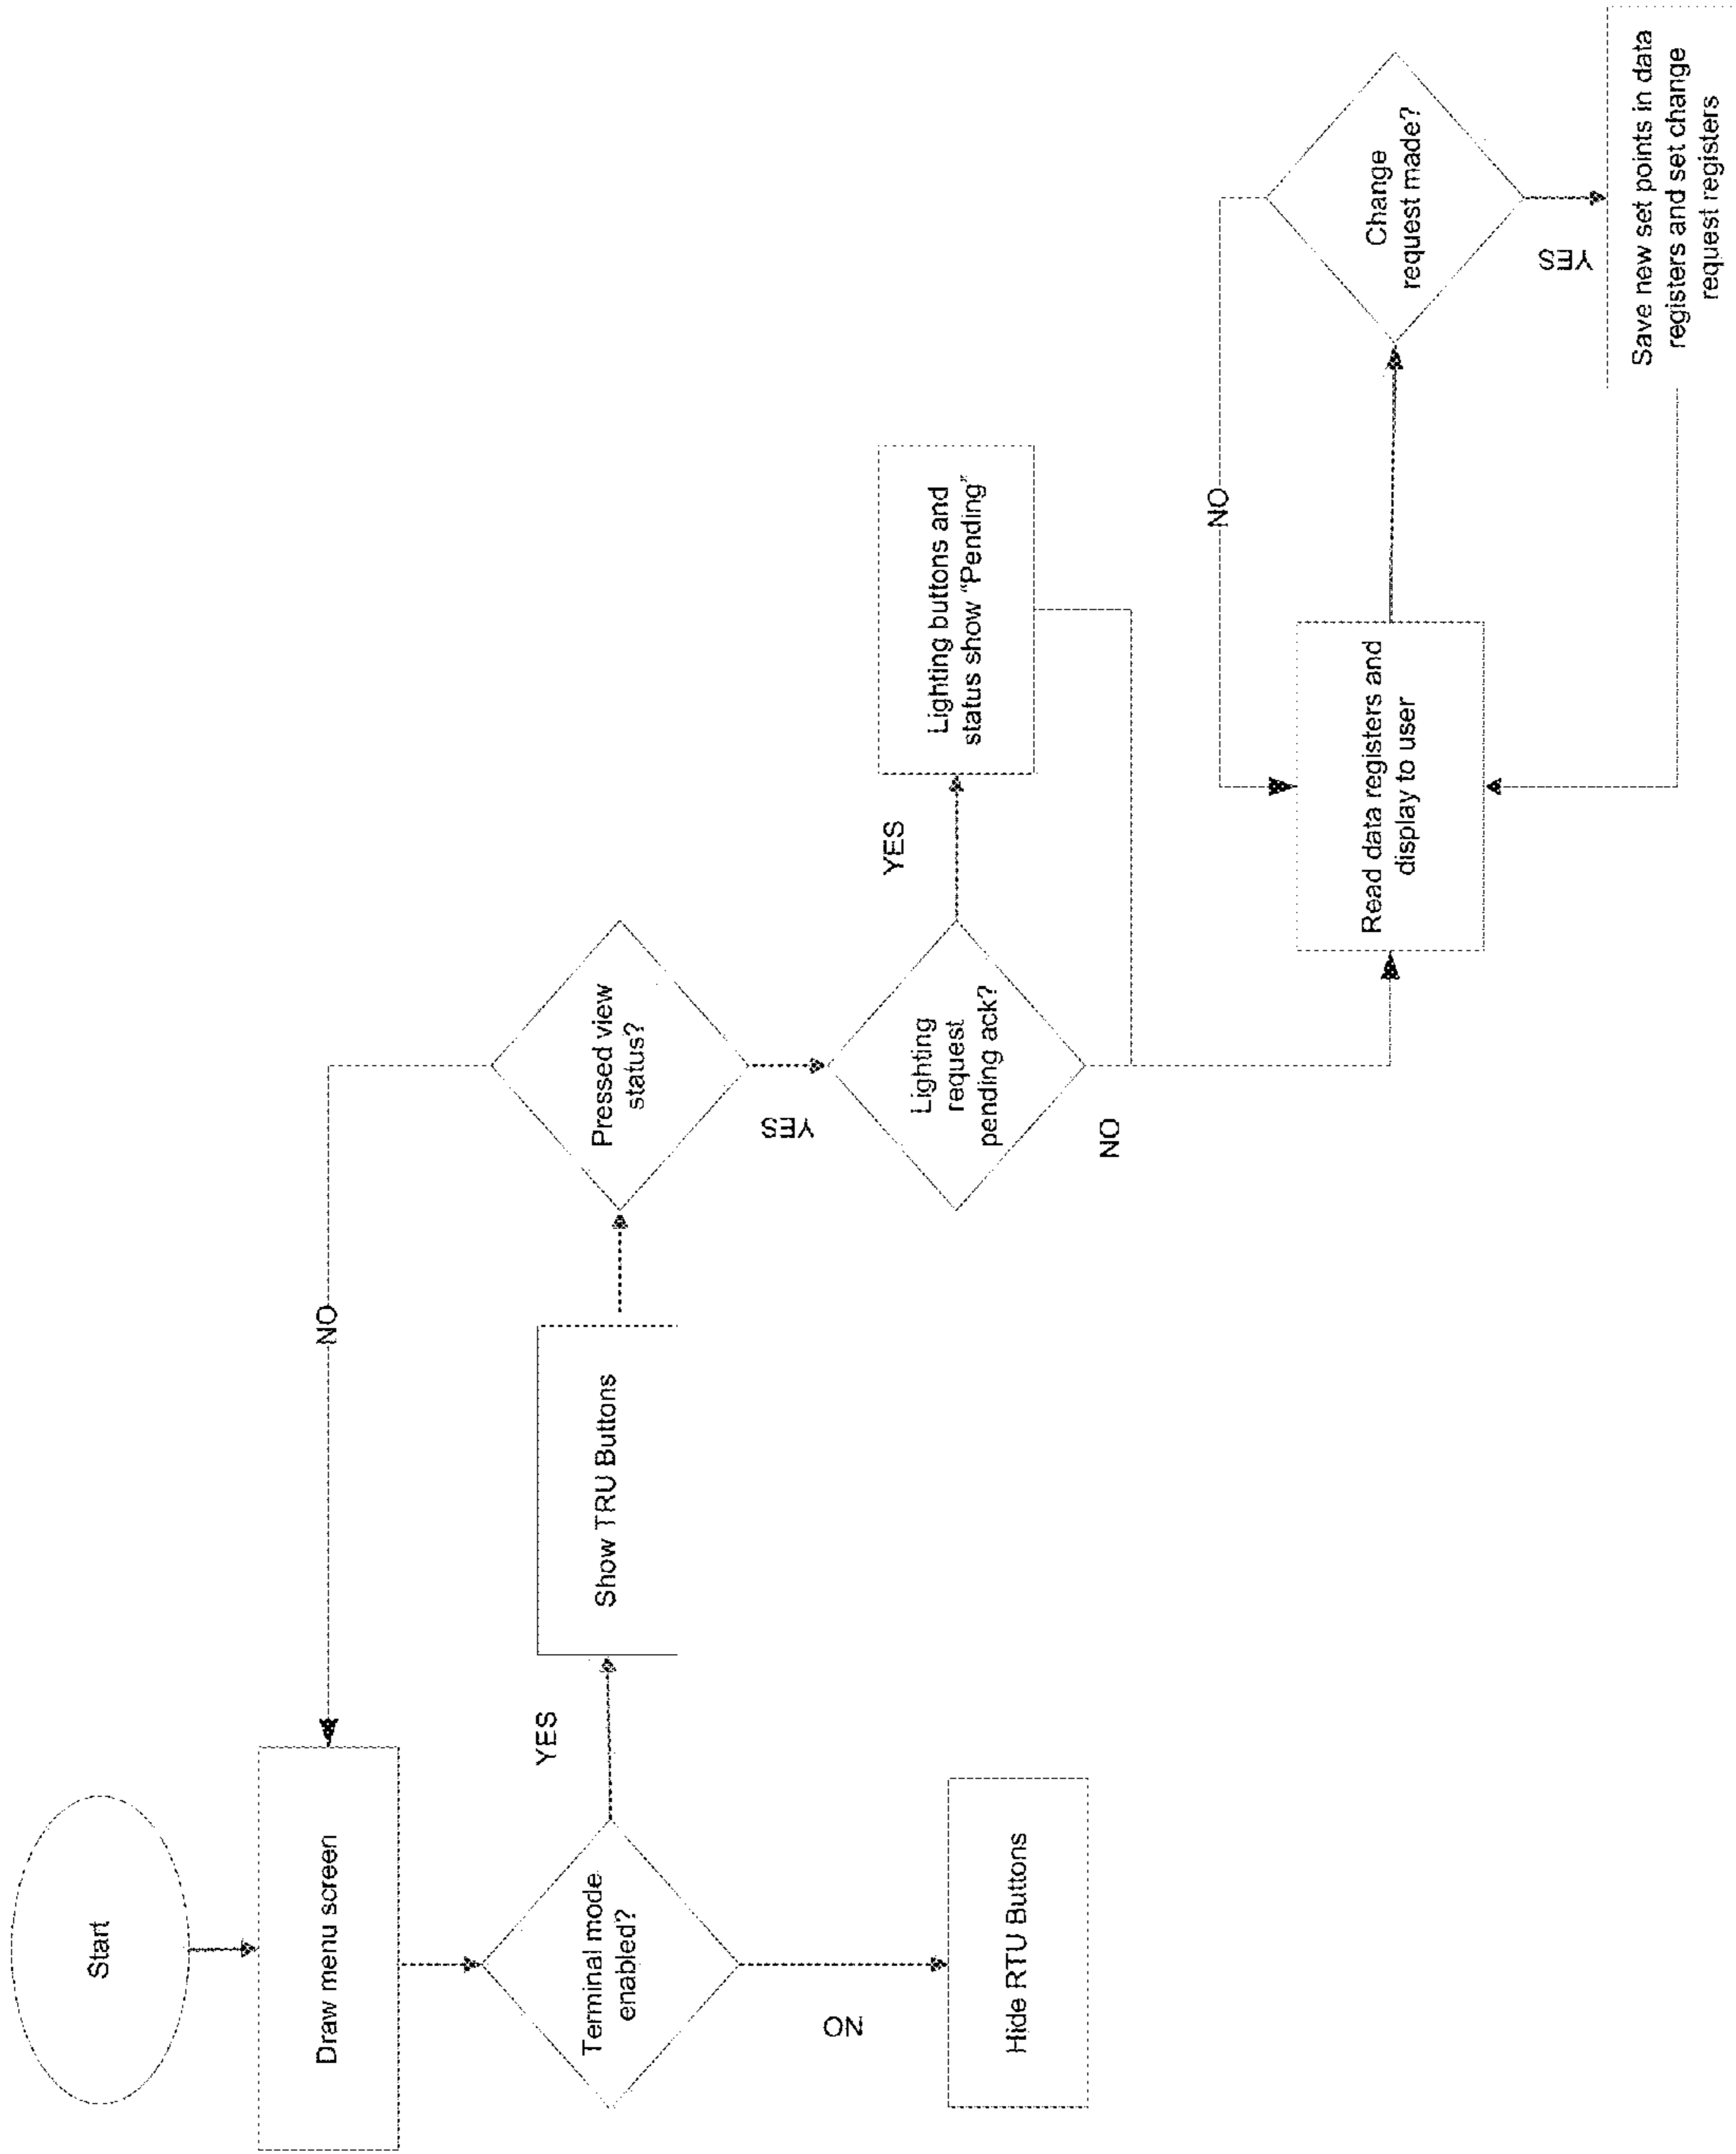 Start
Draw menu screen
NO
Terminal mode
enabled?
YES
Show TRU Buttons
Pressed view
status?
NO
Hide RTU Buttons
YES
Lighting
request
pending ack?
YES
Lighting buttons and
status show "Pending"
NO
Read data registers and
display to user
NO
Change
request made?
YES
Save new set points in data
registers and set change
request registers